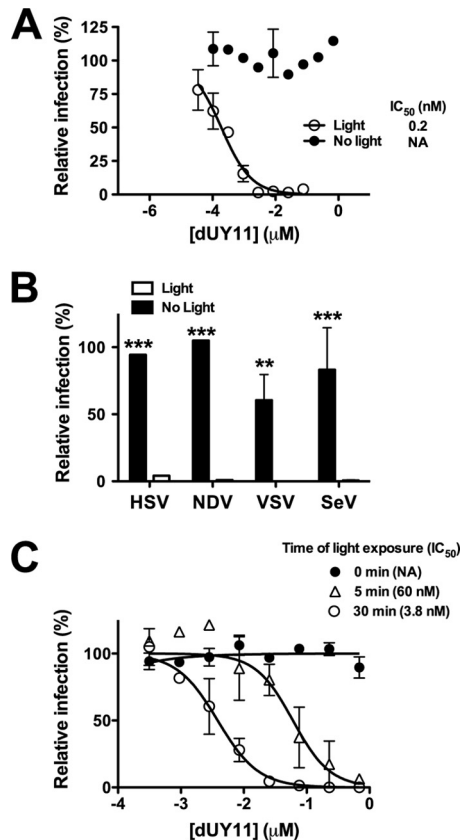 A
Relative infection (%)
125
100
75
50
25
0
IC50 (nM)
Light 0.2
No light NA
-6 -4 -2 0
[dUY11] (µM)
B
Light
No Light
Relative infection (%)
100
50
0
*** *** ** ***
HSV NDV VSV SeV
C
Time of light exposure (IC50)
0 min (NA)
5 min (60 nM)
30 min (3.8 nM)
Relative infection (%)
100
50
0
-4 -3 -2 -1 0
[dUY11] (µM)